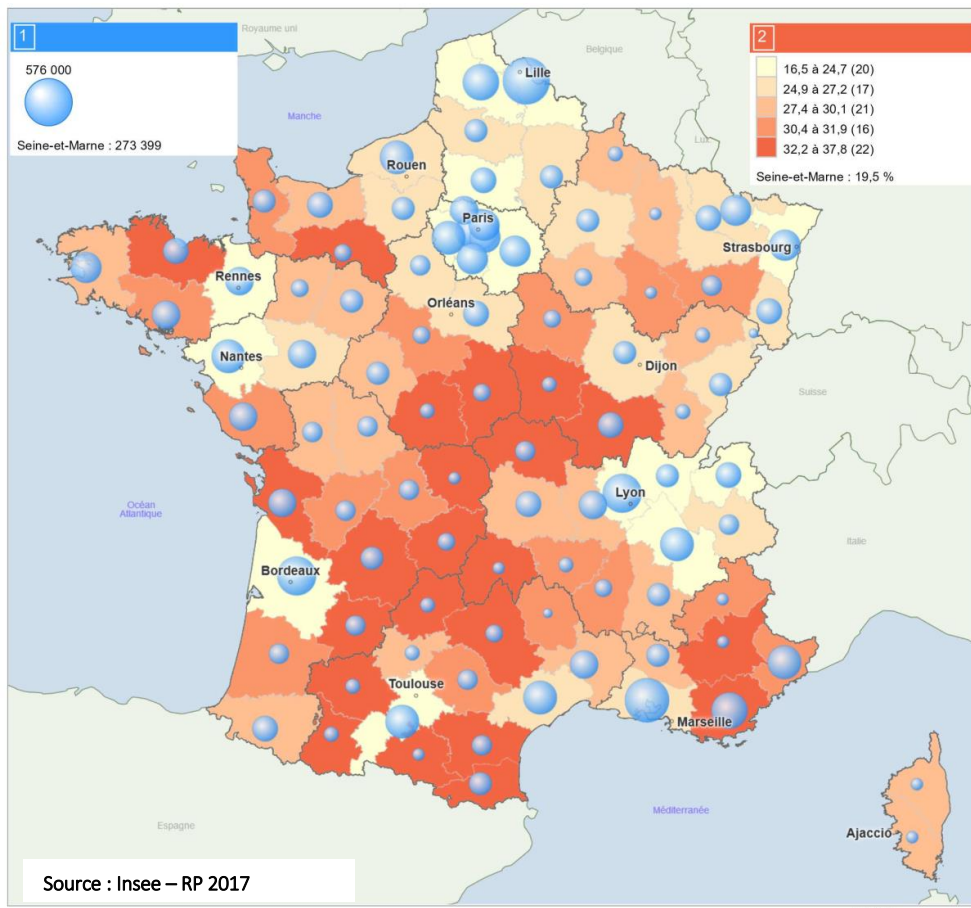 1
576 000
Seine-et-Marne : 273 399
2
16,5 à 24,7 (20)
24,9 à 27,2 (17)
27,4 à 30,1 (21)
30,4 à 31,9 (16)
32,2 à 37,8 (22)
Seine-et-Marne : 19,5 %
Royaume uni
Belgique
Lille
Manche
Lux
Rouen
Paris
Strasbourg
Rennes
Orléans
Nantes
Dijon
Suisse
Lyon
Océan
Atlantique
Italie
Bordeaux
Toulouse
Marseille
Méditerranée
Espagne
Ajaccio
Source : Insee – RP 2017